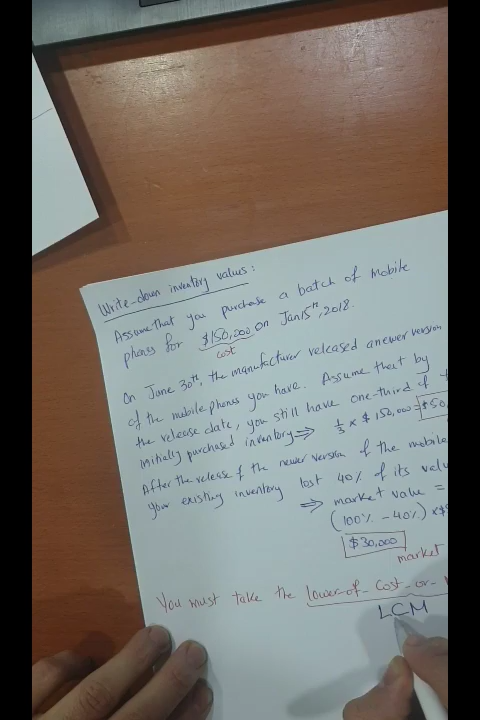 Write-down inventory values:
Assume that you purchase a batch of mobile
phones for $150,000 on Jan 15th, 2018.
cost
On June 30th, the manufacturer released a newer version
of the mobile phones you have. Assume that by
the release date, you still have one-third of
initially purchased inventory ⇒ 1/3 x $150,000 = $50,
After the release of the newer version of the mobile
your existing inventory lost 40% of its
⇒ market value =
(100% - 40%) x $
$30,000
market
You must take the lower-of-cost-or-
LCM